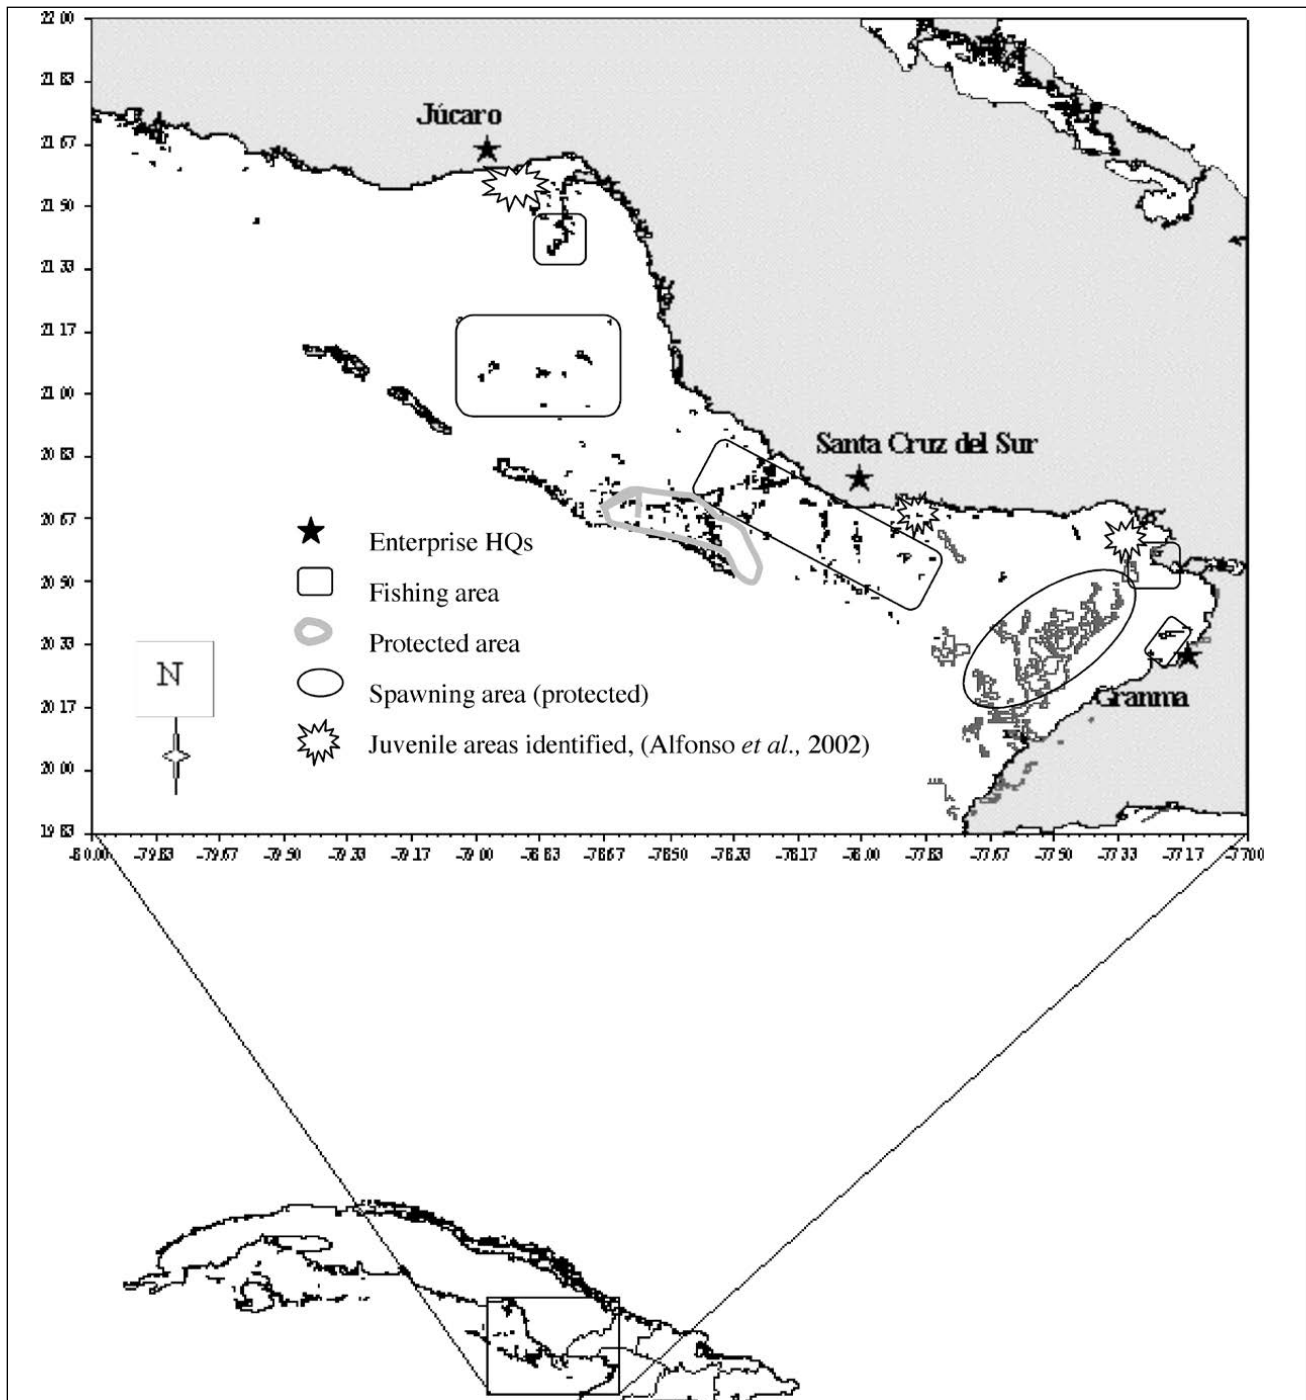 22 00
21 83
Júcaro
21 67
21 50
21 33
21 17
21 00
20 83
Santa Cruz del Sur
20 67
Enterprise HQs
20 50
Fishing area
20 33
Protected area
N
Spawning area (protected)
20 17
Granma
Juvenile areas identified, (Alfonso et al., 2002)
20 00
19 83
-80.00 -79.83 -79.67 -79.50 -79.33 -79.17 -79.00 -78.83 -78.67 -78.50 -78.33 -78.17 -78.00 -77.83 -77.67 -77.50 -77.33 -77.17 -77.00